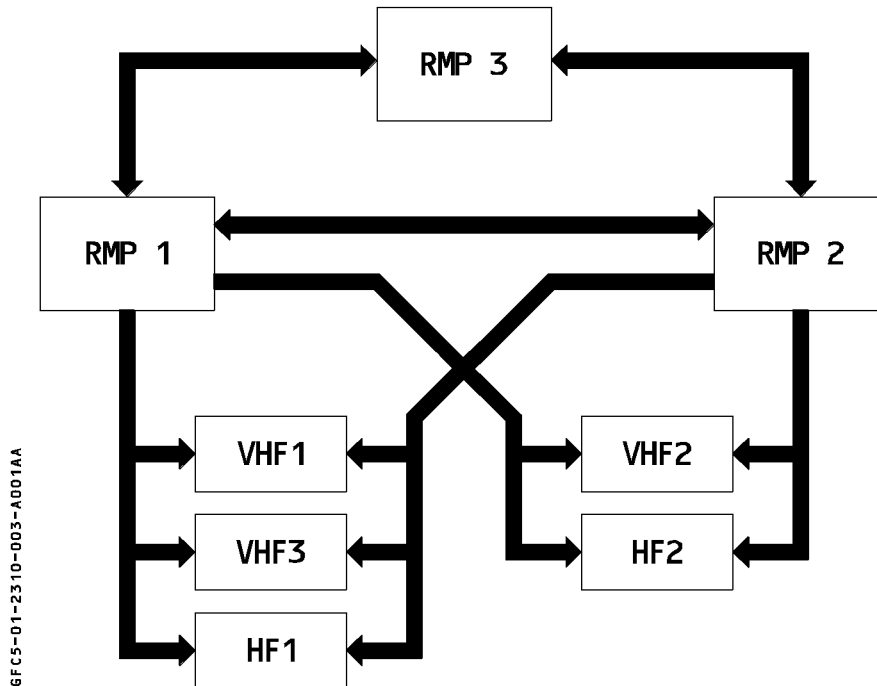 RMP 3
RMP 1
RMP 2
VHF1
VHF2
VHF3
HF2
HF1
GFC5-01-2310-003-A001AA